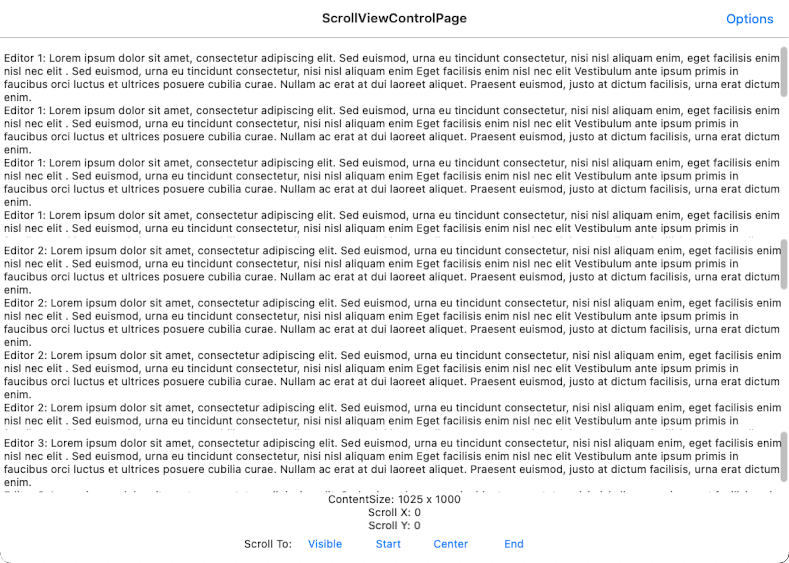 ScrollViewControlPage
Options
Editor 1: Lorem ipsum dolor sit amet, consectetur adipiscing elit. Sed euismod, urna eu tincidunt consectetur, nisi nisl aliquam enim, eget facilisis enim
nisl nec elit . Sed euismod, urna eu tincidunt consectetur, nisi nisl aliquam enim Eget facilisis enim nisl nec elit Vestibulum ante ipsum primis in
faucibus orci luctus et ultrices posuere cubilia curae. Nullam ac erat at dui laoreet aliquet. Praesent euismod, justo at dictum facilisis, urna erat dictum
enim.
Editor 1: Lorem ipsum dolor sit amet, consectetur adipiscing elit. Sed euismod, urna eu tincidunt consectetur, nisi nisl aliquam enim, eget facilisis enim
nisl nec elit . Sed euismod, urna eu tincidunt consectetur, nisi nisl aliquam enim Eget facilisis enim nisl nec elit Vestibulum ante ipsum primis in
faucibus orci luctus et ultrices posuere cubilia curae. Nullam ac erat at dui laoreet aliquet. Praesent euismod, justo at dictum facilisis, urna erat dictum
enim.
Editor 1: Lorem ipsum dolor sit amet, consectetur adipiscing elit. Sed euismod, urna eu tincidunt consectetur, nisi nisl aliquam enim, eget facilisis enim
nisl nec elit . Sed euismod, urna eu tincidunt consectetur, nisi nisl aliquam enim Eget facilisis enim nisl nec elit Vestibulum ante ipsum primis in
faucibus orci luctus et ultrices posuere cubilia curae. Nullam ac erat at dui laoreet aliquet. Praesent euismod, justo at dictum facilisis, urna erat dictum
enim.
Editor 1: Lorem ipsum dolor sit amet, consectetur adipiscing elit. Sed euismod, urna eu tincidunt consectetur, nisi nisl aliquam enim, eget facilisis enim
nisl nec elit . Sed euismod, urna eu tincidunt consectetur, nisi nisl aliquam enim Eget facilisis enim nisl nec elit Vestibulum ante ipsum primis in
Editor 2: Lorem ipsum dolor sit amet, consectetur adipiscing elit. Sed euismod, urna eu tincidunt consectetur, nisi nisl aliquam enim, eget facilisis enim
nisl nec elit . Sed euismod, urna eu tincidunt consectetur, nisi nisl aliquam enim Eget facilisis enim nisl nec elit Vestibulum ante ipsum primis in
faucibus orci luctus et ultrices posuere cubilia curae. Nullam ac erat at dui laoreet aliquet. Praesent euismod, justo at dictum facilisis, urna erat dictum
enim.
Editor 2: Lorem ipsum dolor sit amet, consectetur adipiscing elit. Sed euismod, urna eu tincidunt consectetur, nisi nisl aliquam enim, eget facilisis enim
nisl nec elit . Sed euismod, urna eu tincidunt consectetur, nisi nisl aliquam enim Eget facilisis enim nisl nec elit Vestibulum ante ipsum primis in
faucibus orci luctus et ultrices posuere cubilia curae. Nullam ac erat at dui laoreet aliquet. Praesent euismod, justo at dictum facilisis, urna erat dictum
enim.
Editor 2: Lorem ipsum dolor sit amet, consectetur adipiscing elit. Sed euismod, urna eu tincidunt consectetur, nisi nisl aliquam enim, eget facilisis enim
nisl nec elit . Sed euismod, urna eu tincidunt consectetur, nisi nisl aliquam enim Eget facilisis enim nisl nec elit Vestibulum ante ipsum primis in
faucibus orci luctus et ultrices posuere cubilia curae. Nullam ac erat at dui laoreet aliquet. Praesent euismod, justo at dictum facilisis, urna erat dictum
enim.
Editor 2: Lorem ipsum dolor sit amet, consectetur adipiscing elit. Sed euismod, urna eu tincidunt consectetur, nisi nisl aliquam enim, eget facilisis enim
nisl nec elit . Sed euismod, urna eu tincidunt consectetur, nisi nisl aliquam enim Eget facilisis enim nisl nec elit Vestibulum ante ipsum primis in
Editor 3: Lorem ipsum dolor sit amet, consectetur adipiscing elit. Sed euismod, urna eu tincidunt consectetur, nisi nisl aliquam enim, eget facilisis enim
nisl nec elit . Sed euismod, urna eu tincidunt consectetur, nisi nisl aliquam enim Eget facilisis enim nisl nec elit Vestibulum ante ipsum primis in
faucibus orci luctus et ultrices posuere cubilia curae. Nullam ac erat at dui laoreet aliquet. Praesent euismod, justo at dictum facilisis, urna erat dictum
enim.
ContentSize: 1025 x 1000
Scroll X: 0
Scroll Y: 0
Scroll To: Visible Start Center End